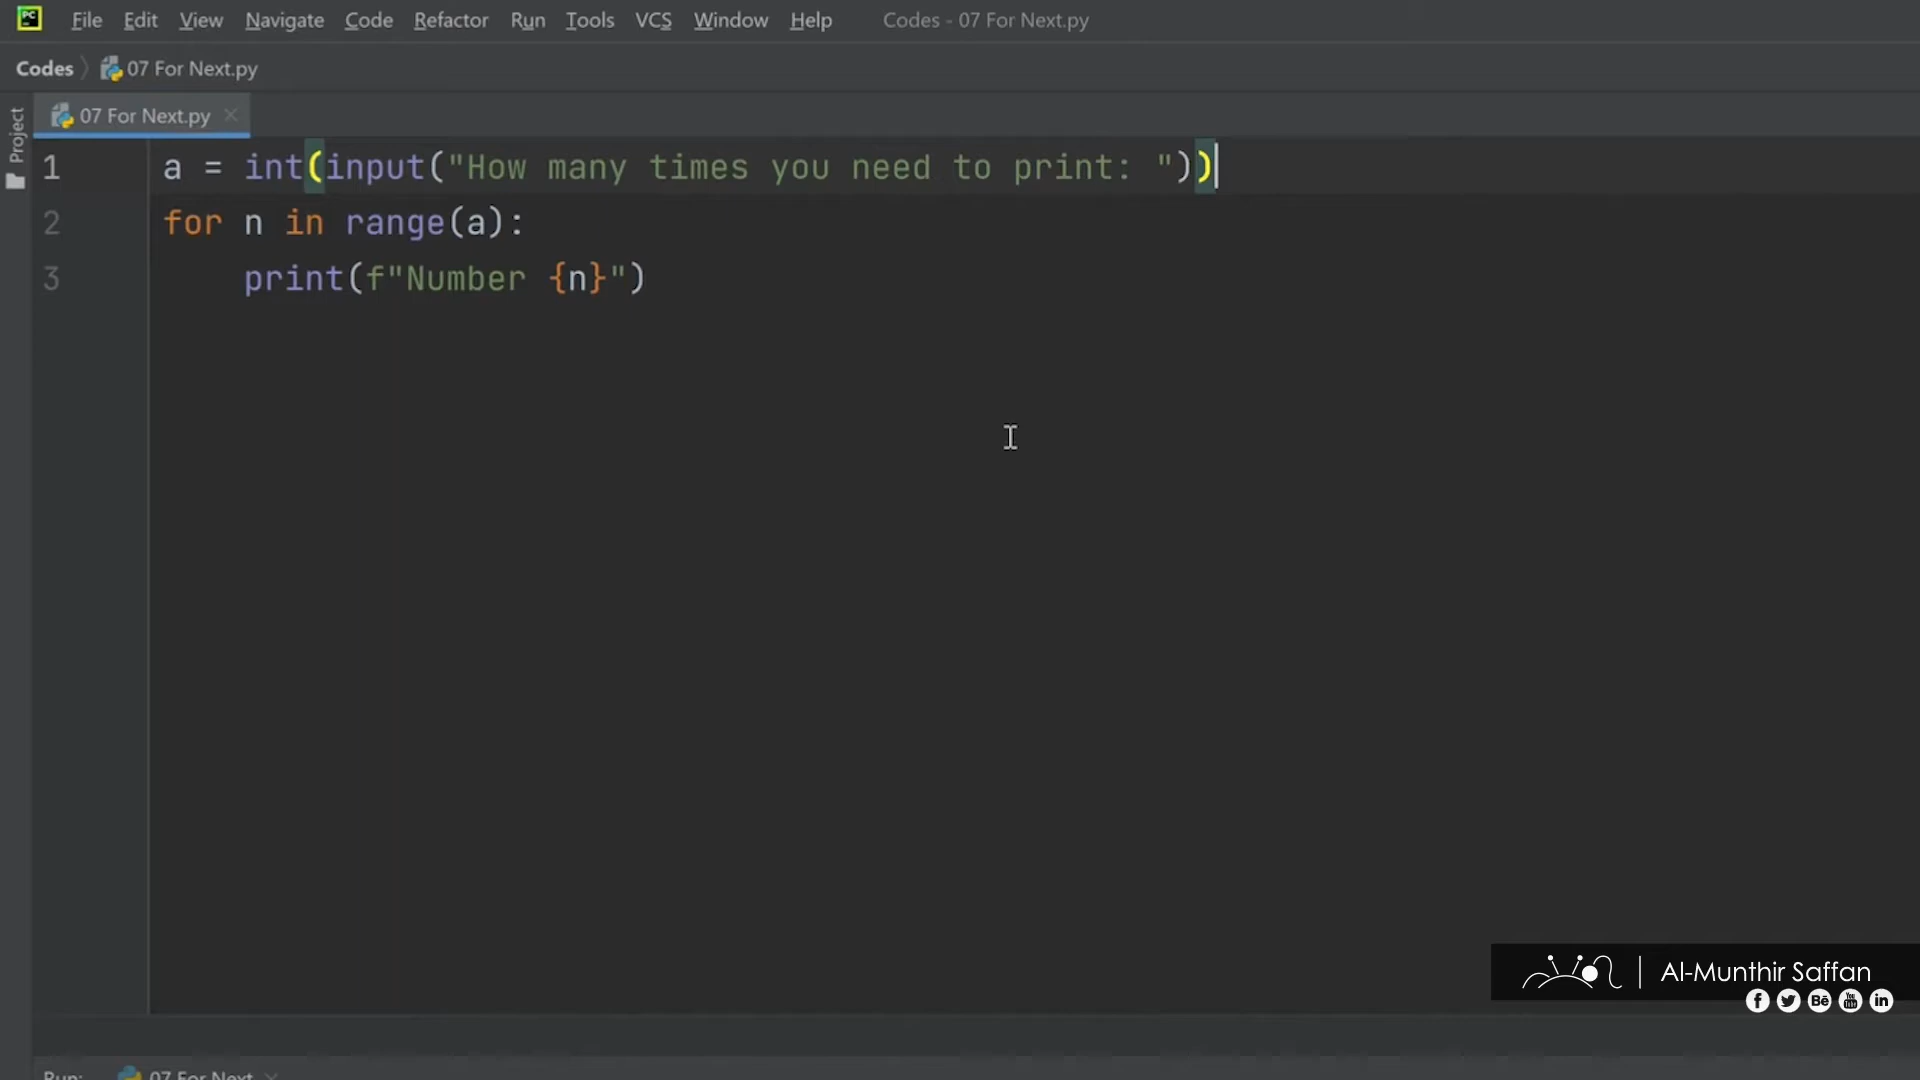 PC File Edit View Navigate Code Refactor Run Tools VCS Window Help Codes - 07 For Next.py
Codes 07 For Next.py
07 For Next.py
Project
1 a = int(input("How many times you need to print: "))
2 for n in range(a):
3     print(f"Number {n}")
Al-Munthir Saffan
Run: 07 For Next